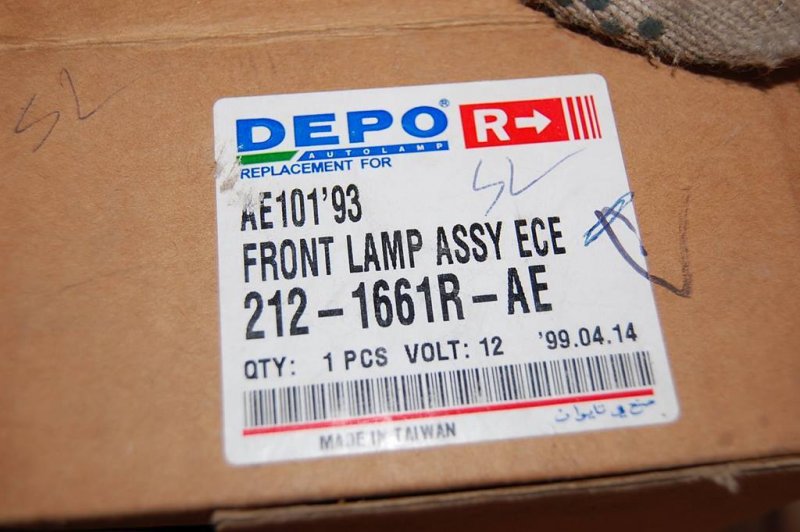 DEPO® R→
AUTOLAMP
REPLACEMENT FOR
AE101'93
FRONT LAMP ASSY ECE
212-1661R-AE
QTY: 1 PCS VOLT: 12 '99.04.14
MADE IN TAIWAN
صنع في تايوان